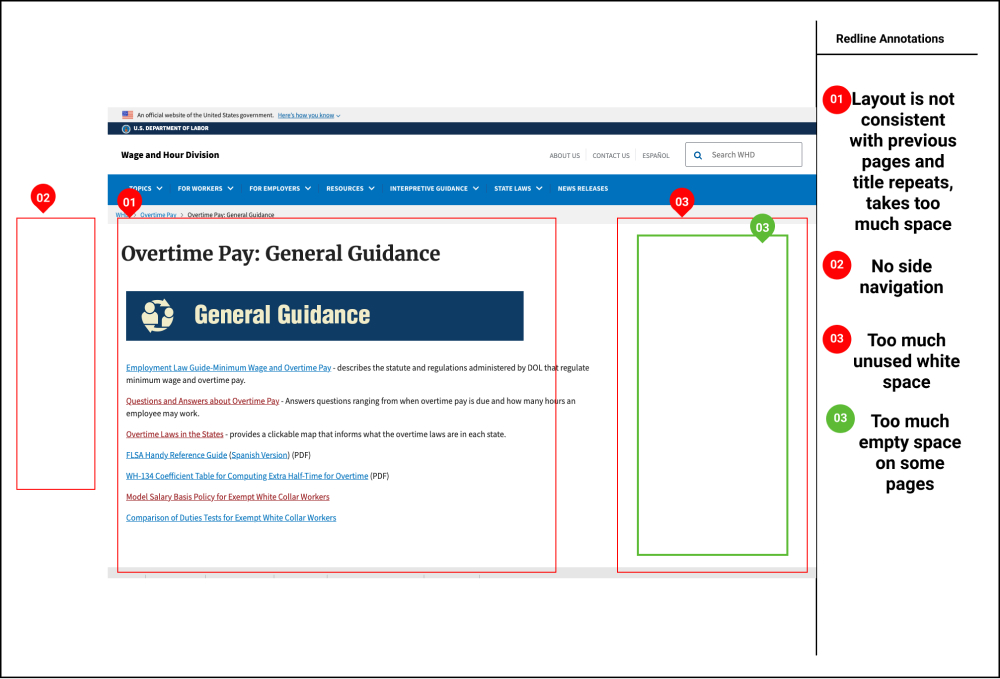 Redline Annotations
An official website of the United States government. Here's how you know
U.S. DEPARTMENT OF LABOR
Wage and Hour Division
ABOUT US CONTACT US ESPAÑOL Search WHD
TOPICS FOR WORKERS FOR EMPLOYERS RESOURCES INTERPRETIVE GUIDANCE STATE LAWS NEWS RELEASES
02
01
03
> Overtime Pay > Overtime Pay: General Guidance
03
Overtime Pay: General Guidance
General Guidance
Employment Law Guide-Minimum Wage and Overtime Pay - describes the statute and regulations administered by DOL that regulate
minimum wage and overtime pay.
Questions and Answers about Overtime Pay - Answers questions ranging from when overtime pay is due and how many hours an
employee may work.
Overtime Laws in the States - provides a clickable map that informs what the overtime laws are in each state.
FLSA Handy Reference Guide (Spanish Version) (PDF)
WH-134 Coefficient Table for Computing Extra Half-Time for Overtime (PDF)
Model Salary Basis Policy for Exempt White Collar Workers
Comparison of Duties Tests for Exempt White Collar Workers
01 Layout is not
consistent
with previous
pages and
title repeats,
takes too
much space
02 No side
navigation
03 Too much
unused white
space
03 Too much
empty space
on some
pages